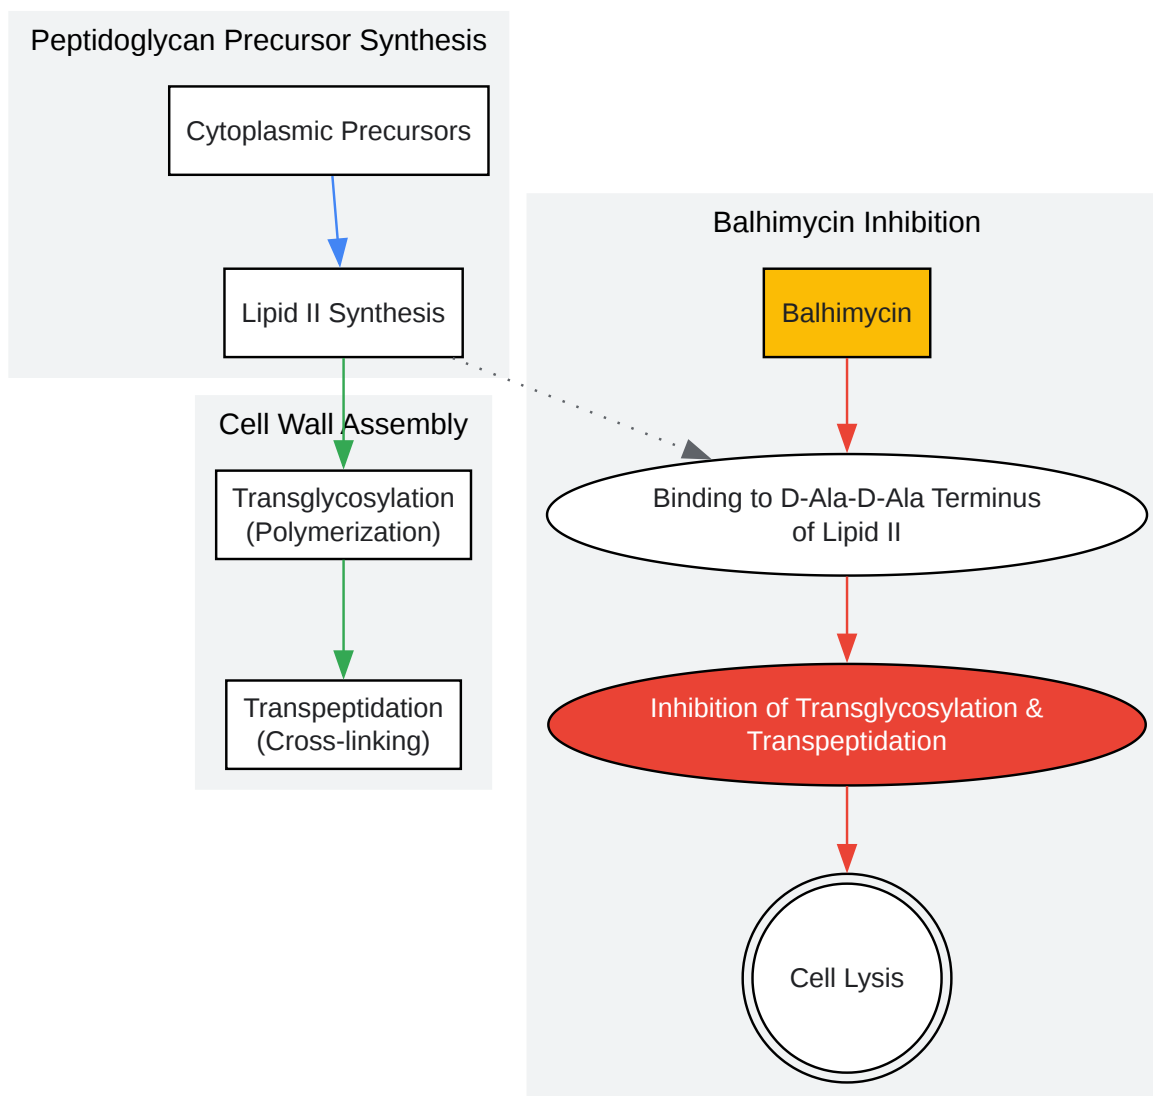 Peptidoglycan Precursor Synthesis
Cytoplasmic Precursors
Lipid II Synthesis
Cell Wall Assembly
Transglycosylation
(Polymerization)
Transpeptidation
(Cross-linking)
Balhimycin Inhibition
Balhimycin
Binding to D-Ala-D-Ala Terminus
of Lipid II
Inhibition of Transglycosylation &
Transpeptidation
Cell Lysis